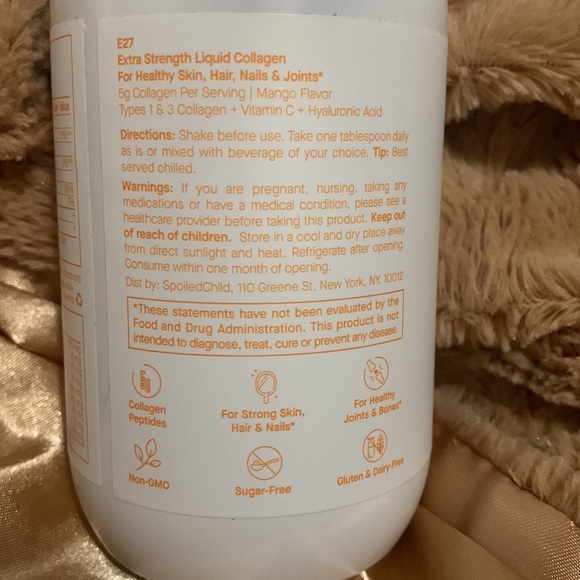 E27
Extra Strength Liquid Collagen
For Healthy Skin, Hair, Nails & Joints*
5g Collagen Per Serving | Mango Flavor
Types 1 & 3 Collagen + Vitamin C + Hyaluronic Acid
Directions: Shake before use. Take one tablespoon daily
as is or mixed with beverage of your choice. Tip: Best
served chilled.
Warnings: If you are pregnant, nursing, taking any
medications or have a medical condition, please see a
healthcare provider before taking this product. Keep out
of reach of children. Store in a cool and dry place away
from direct sunlight and heat. Refrigerate after opening.
Consume within one month of opening.
Dist by: SpoiledChild, 110 Greene St, New York, NY, 10012
*These statements have not been evaluated by the
Food and Drug Administration. This product is not
intended to diagnose, treat, cure or prevent any disease.
5g
Collagen
Peptides
For Strong Skin,
Hair & Nails*
For Healthy
Joints & Bones*
Non-GMO
Sugar-Free
Gluten & Dairy-Free